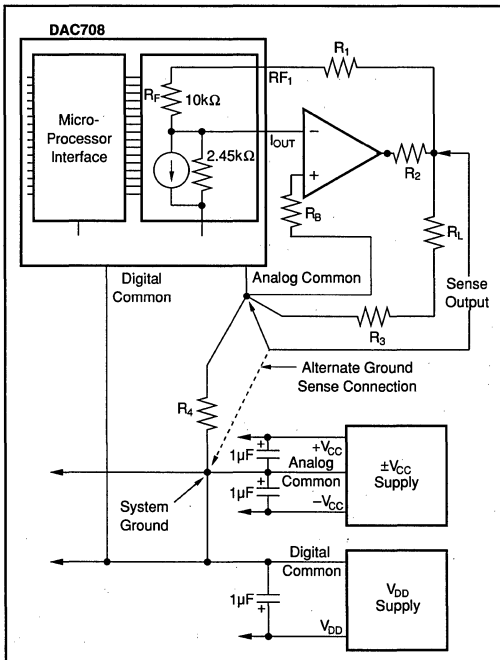 DAC708
Micro-
Processor
Interface
RF
10kΩ
2.45kΩ
RF1
IOUT
R1
−
+
R2
RB
RL
Sense
Output
Digital
Common
Analog Common
R3
Alternate Ground
Sense Connection
R4
System
Ground
1µF
+
+VCC
Analog
Common
1µF
+
−VCC
±VCC
Supply
Digital
Common
1µF
+
VDD
VDD
Supply